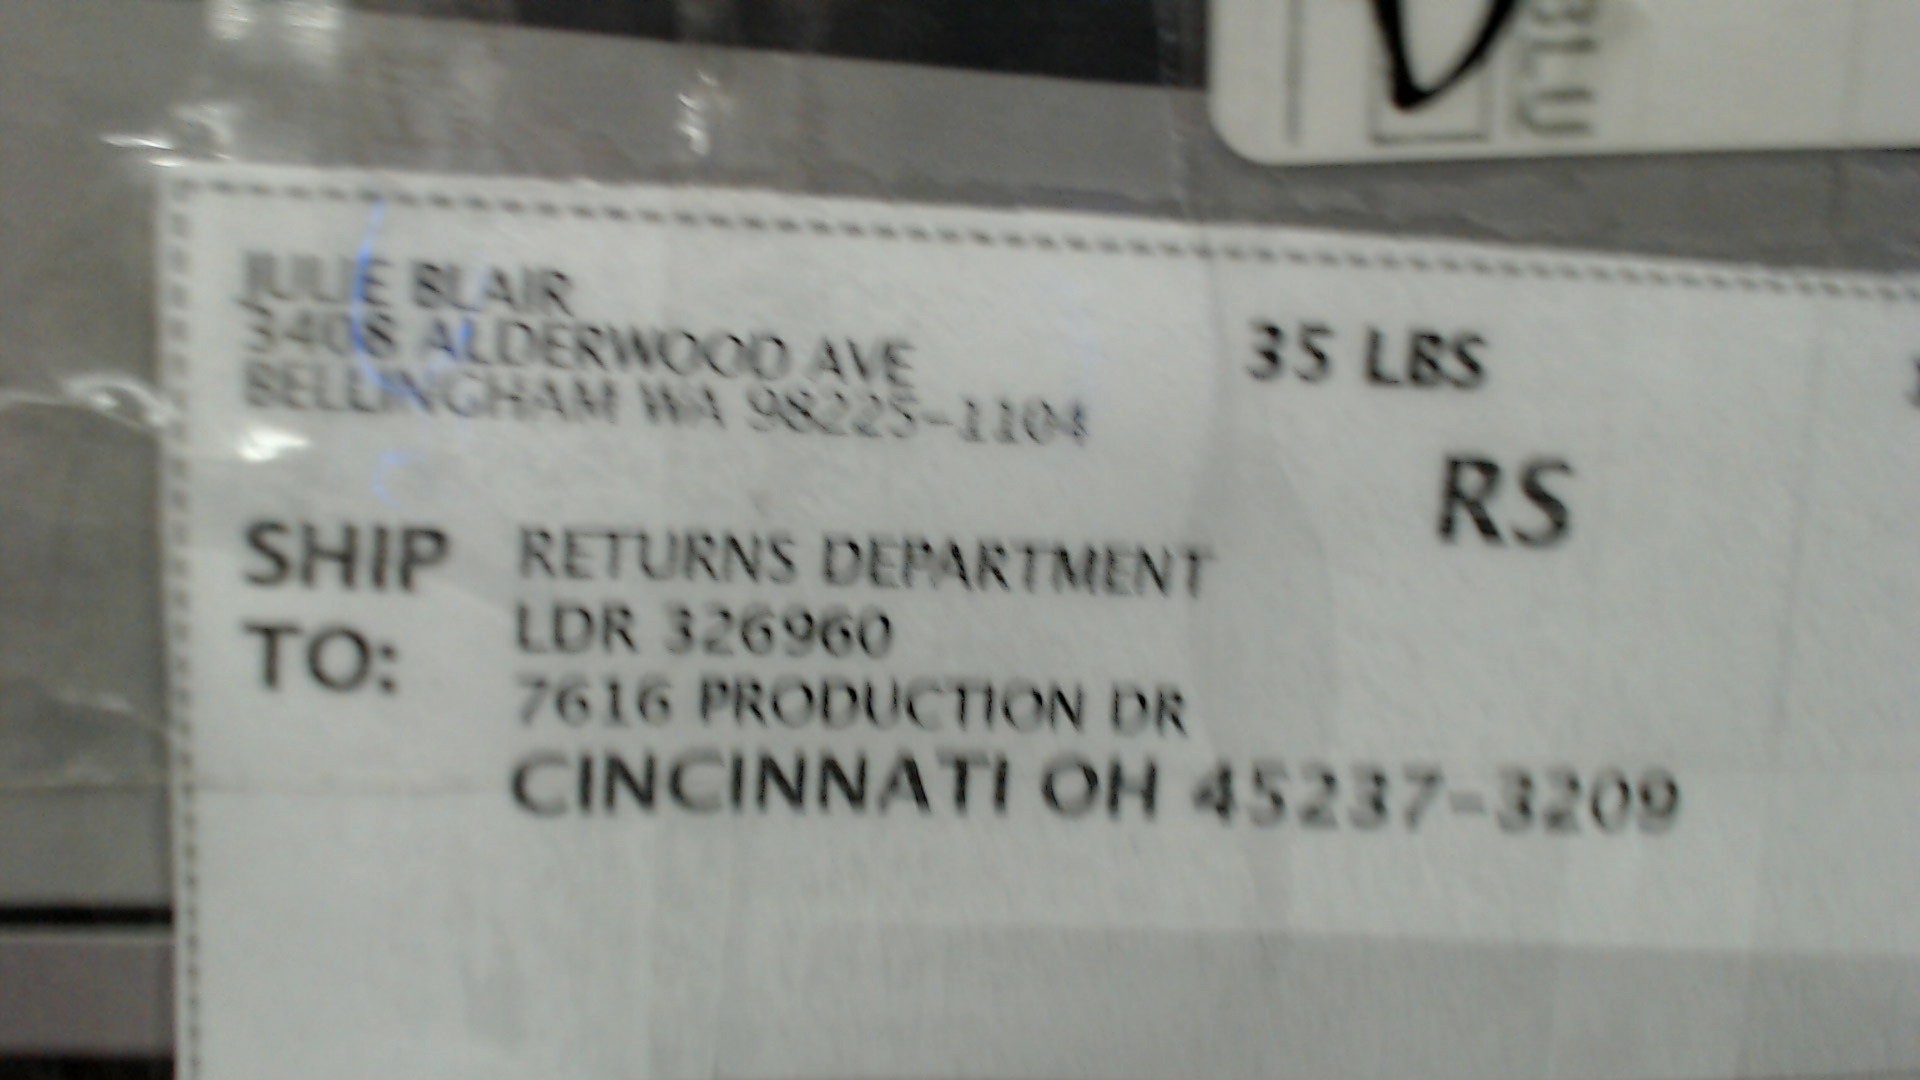 BLU
JULIE BLAIR
3408 ALDERWOOD AVE
BELLINGHAM WA 98225-1104
35 LBS
RS
SHIP TO:
RETURNS DEPARTMENT
LDR 326960
7616 PRODUCTION DR
CINCINNATI OH 45237-3209